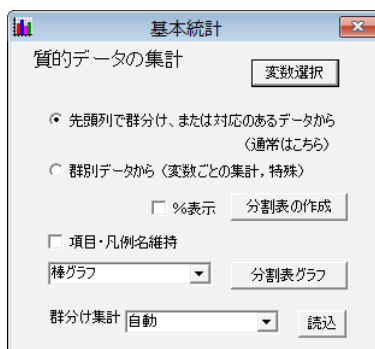 基本統計
質的データの集計
変数選択
先頭列で群分け、または対応のあるデータから
(通常はこちら)
群別データから (変数ごとの集計, 特殊)
%表示
分割表の作成
項目・凡例名維持
棒グラフ
分割表グラフ
群分け集計
自動
読込